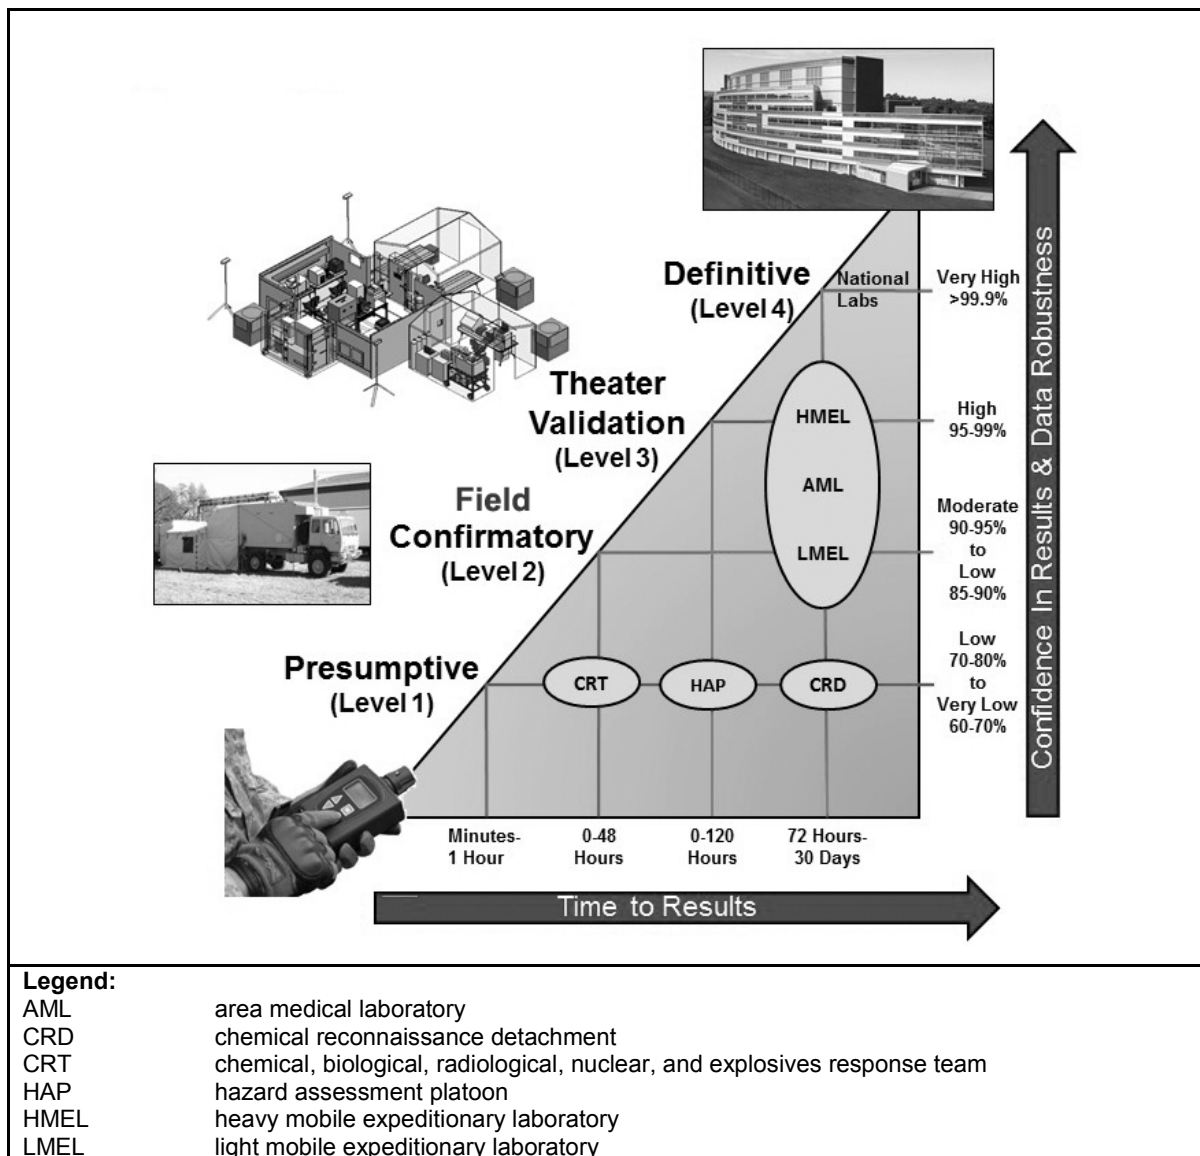 Definitive
(Level 4)
National
Labs
Very High
>99.9%
Theater
Validation
(Level 3)
HMEL
High
95-99%
AML
Field
Confirmatory
(Level 2)
LMEL
Moderate
90-95%
to
Low
85-90%
Presumptive
(Level 1)
CRT
HAP
CRD
Low
70-80%
to
Very Low
60-70%
Confidence In Results & Data Robustness
Minutes-
1 Hour
0-48
Hours
0-120
Hours
72 Hours-
30 Days
Time to Results
Legend:
AML area medical laboratory
CRD chemical reconnaissance detachment
CRT chemical, biological, radiological, nuclear, and explosives response team
HAP hazard assessment platoon
HMEL heavy mobile expeditionary laboratory
LMEL light mobile expeditionary laboratory